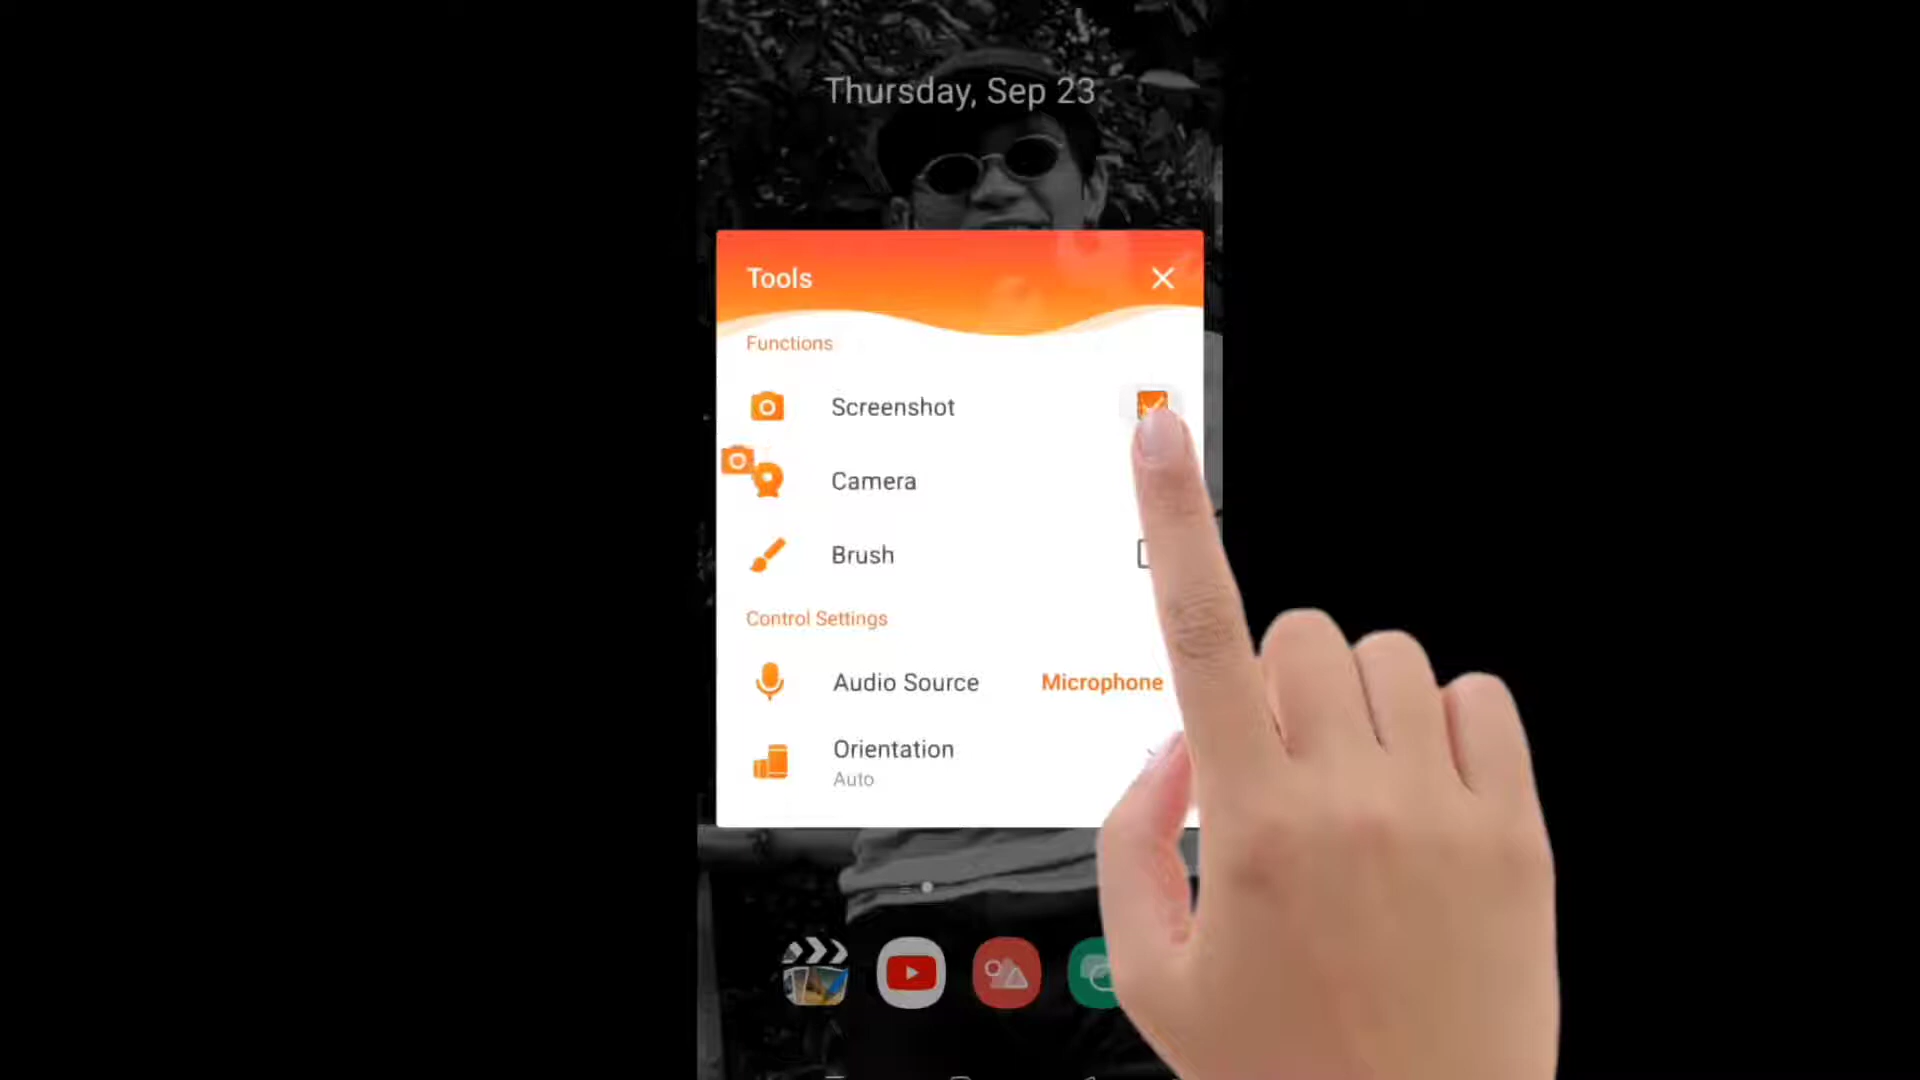 Thursday, Sep 23
Tools
Functions
Screenshot
Camera
Brush
Control Settings
Audio Source Microphone
Orientation
Auto